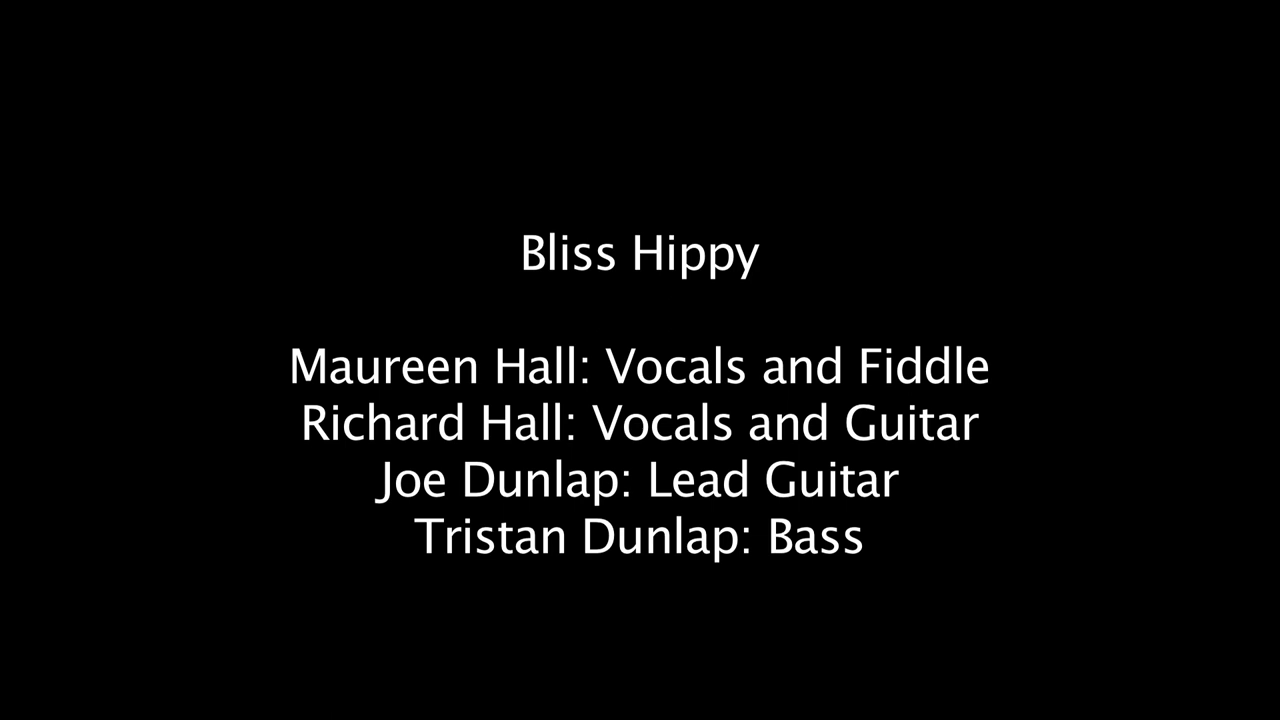 Bliss Hippy
Maureen Hall: Vocals and Fiddle
Richard Hall: Vocals and Guitar
Joe Dunlap: Lead Guitar
Tristan Dunlap: Bass